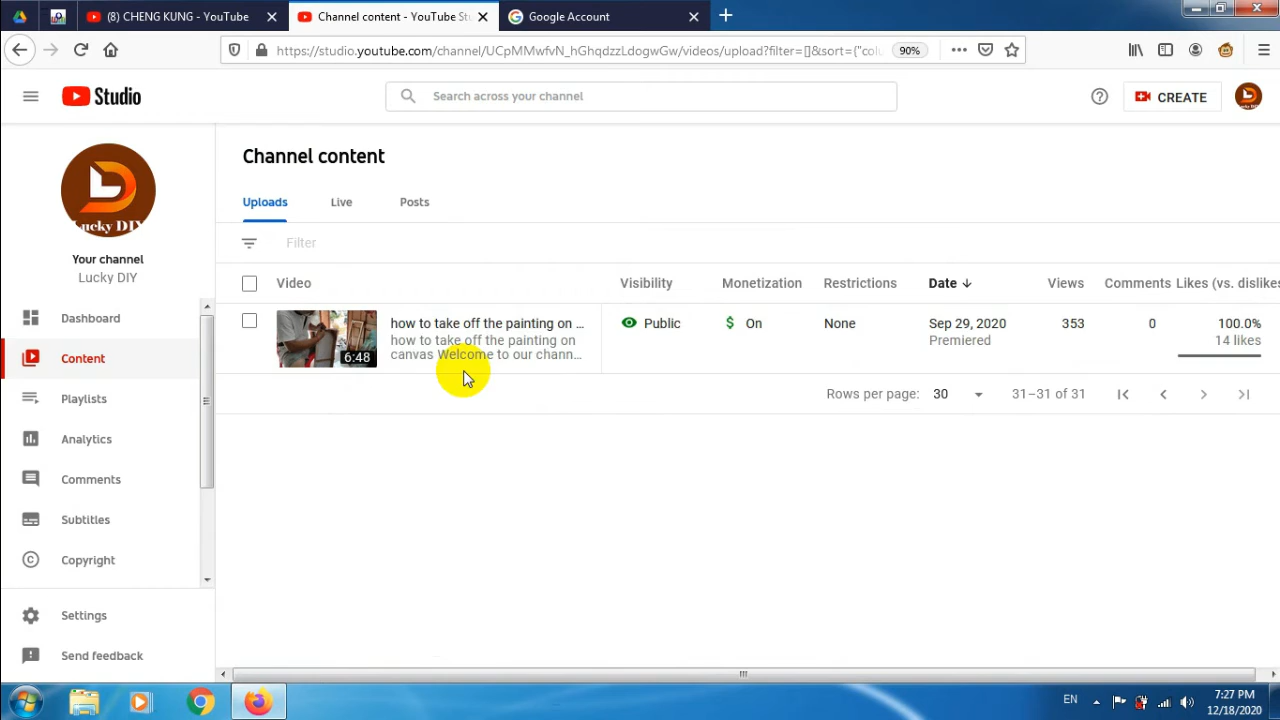 (8) CHENG KUNG - YouTube
Channel content - YouTube Stu
Google Account
https://studio.youtube.com/channel/UCpMMwfvN_hGhqdzzLdogwGw/videos/upload?filter=[]&sort={"colu
90%
Studio
Search across your channel
CREATE
Lucky DIY
Your channel
Lucky DIY
Dashboard
Content
Playlists
Analytics
Comments
Subtitles
Copyright
Settings
Send feedback
Channel content
Uploads Live Posts
Filter
Video Visibility Monetization Restrictions Date Views Comments Likes (vs. dislikes
6:48
how to take off the painting on ...
how to take off the painting on
canvas Welcome to our chann...
Public
On
None
Sep 29, 2020
Premiered
353
0
100.0%
14 likes
Rows per page: 30 31–31 of 31
EN
7:27 PM
12/18/2020